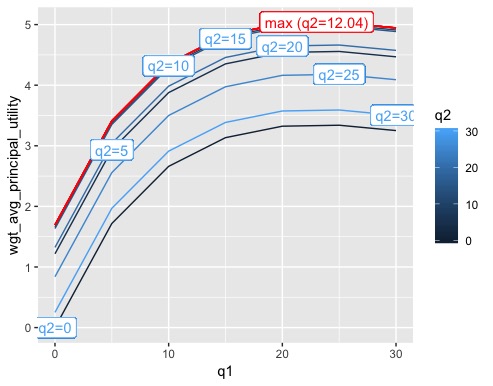 wgt_avg_principal_utility
5
4
3
2
1
0
max (q2=12.04)
q2=15
q2=20
q2=10
q2=25
q2=30
q2=5
q2=0
0
10
20
30
q1
q2
30
20
10
0